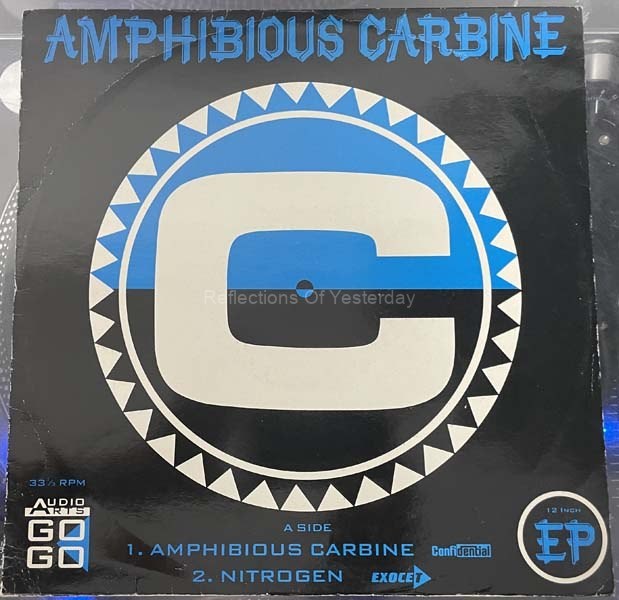 AMPHIBIOUS CARBINE
C
Reflections Of Yesterday
33⅓ RPM
AUDIO
ARTS
GO
GO
A SIDE
1. AMPHIBIOUS CARBINE Confidential
2. NITROGEN EXOCET
12 INCH
EP